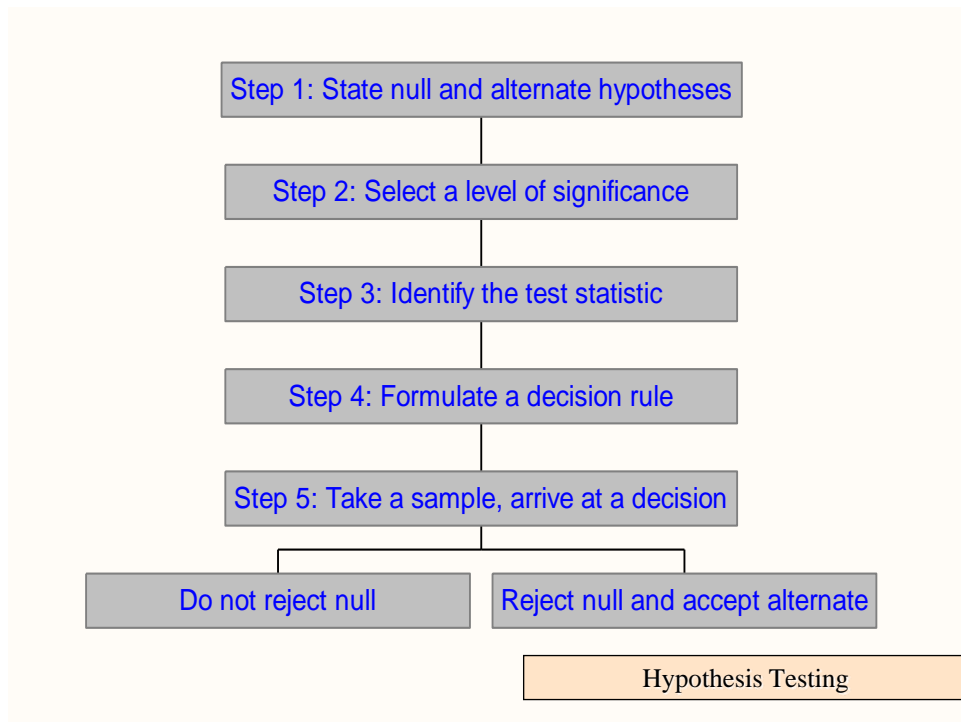 Step 1: State null and alternate hypotheses
Step 2: Select a level of significance
Step 3: Identify the test statistic
Step 4: Formulate a decision rule
Step 5: Take a sample, arrive at a decision
Do not reject null
Reject null and accept alternate
Hypothesis Testing